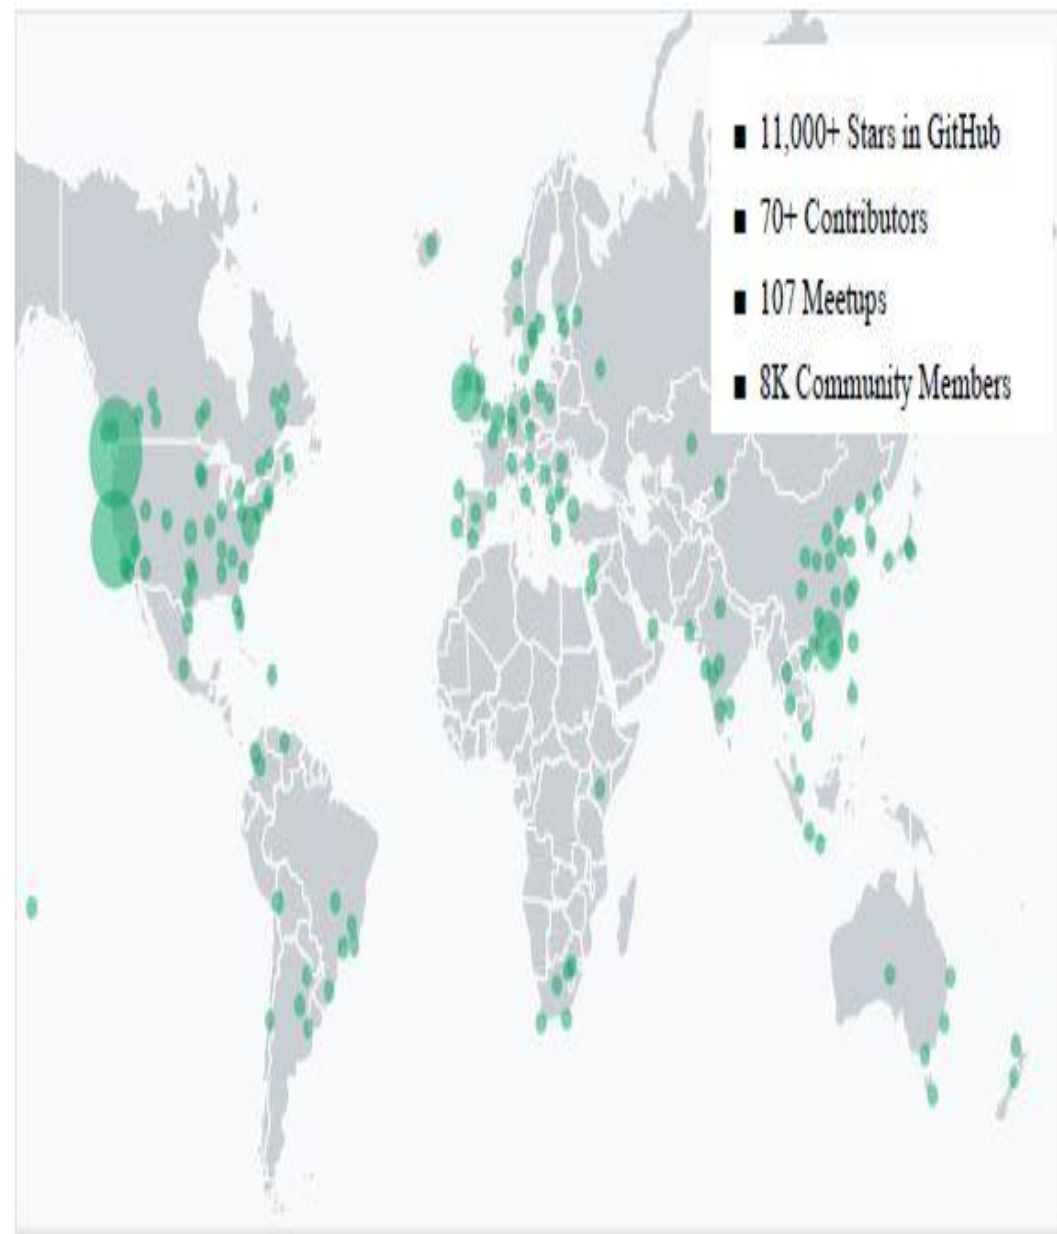 ▪ 11,000+ Stars in GitHub
▪ 70+ Contributors
▪ 107 Meetups
▪ 8K Community Members